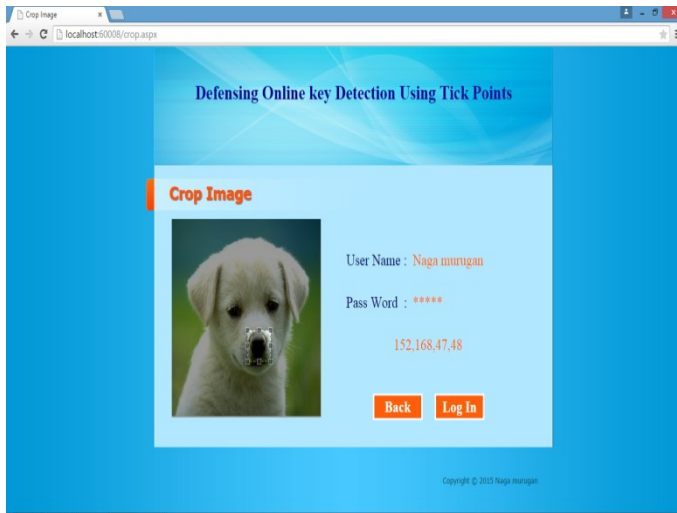 Crop Image x
localhost:60008/crop.aspx
Defensing Online key Detection Using Tick Points
Crop Image
User Name : Naga murugan
Pass Word : *****
152,168,47,48
Back Log In
Copyright © 2015 Naga murugan